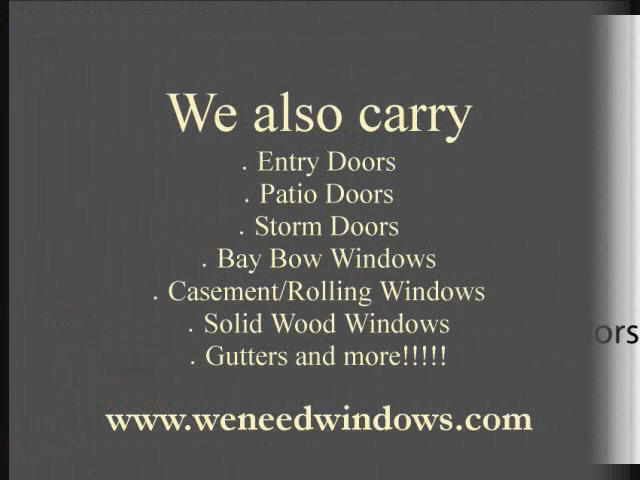 We also carry
. Entry Doors
. Patio Doors
. Storm Doors
. Bay Bow Windows
. Casement/Rolling Windows
. Solid Wood Windows
ors
. Gutters and more!!!!!
www.weneedwindows.com